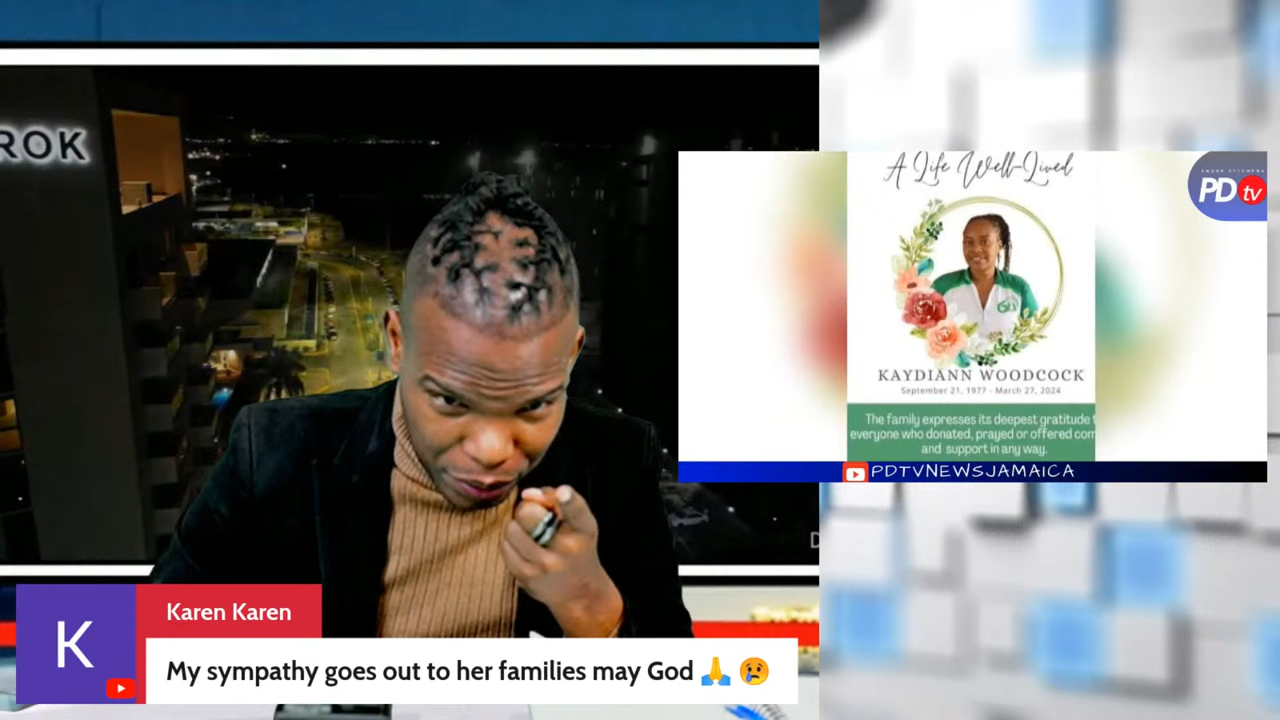 ROK
A Life Well-Lived
PD tv
KAYDIANN WOODCOCK
September 21, 1977 - March 27, 2024
The family expresses its deepest gratitude
everyone who donated, prayed or offered com
and support in any way.
PDTVNEWSJAMAICA
Karen Karen
K
My sympathy goes out to her families may God 🙏 😢